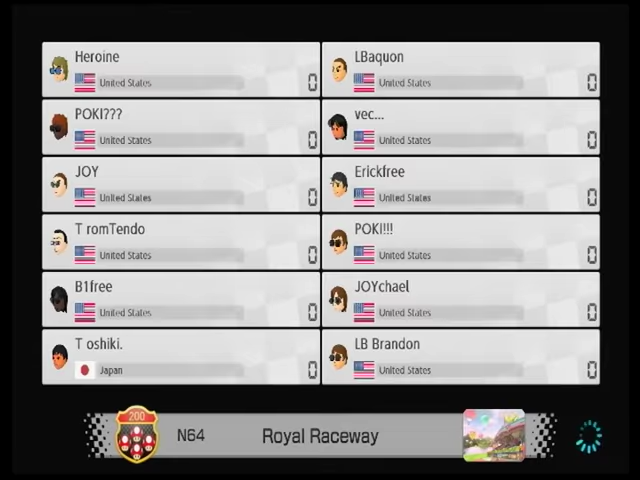 Heroine
United States
0
LBaquon
United States
0
POKI???
United States
0
vec...
United States
0
JOY
United States
0
Erickfree
United States
0
T romTendo
United States
0
POKI!!!
United States
0
B1free
United States
0
JOYchael
United States
0
T oshiki.
Japan
0
LB Brandon
United States
0
200
N64 Royal Raceway